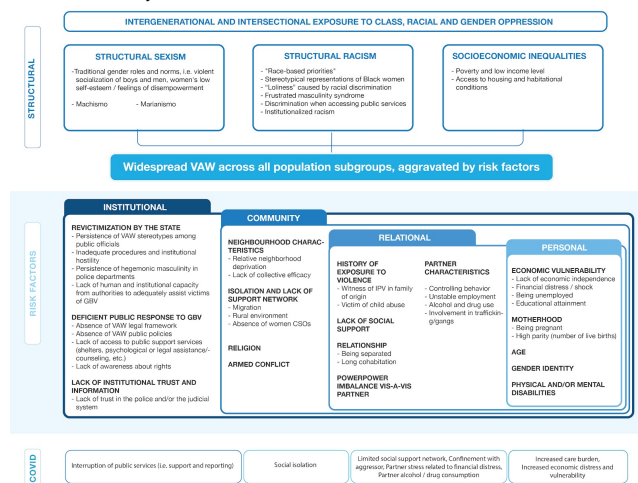 INTERGENERATIONAL AND INTERSECTIONAL EXPOSURE TO CLASS, RACIAL AND GENDER OPPRESSION
STRUCTURAL
STRUCTURAL SEXISM
-Traditional gender roles and norms, i.e. violent
socialization of boys and men, women's low
self-esteem / feelings of disempowerment
- Machismo - Marianismo
STRUCTURAL RACISM
- "Race-based priorities"
- Stereotypical representations of Black women
- "Loliness" caused by racial discrimination
- Frustrated masculinity syndrome
- Discrimination when accessing public services
- Institutionalized racism
SOCIOECONOMIC INEQUALITIES
- Poverty and low income level
- Access to housing and habitational
conditions
Widespread VAW across all population subgroups, aggravated by risk factors
RISK FACTORS
INSTITUTIONAL
REVICTIMIZATION BY THE STATE
- Persistence of VAW stereotypes among
public officials
- Inadequate procedures and institutional
hostility
- Persistence of hegemonic masculinity in
police departments
- Lack of human and institutional capacity
from authorities to adequately assist victims
of GBV
DEFICIENT PUBLIC RESPONSE TO GBV
- Absence of VAW legal framework
- Absence of VAW public policies
- Lack of access to public support services
(shelters, psychological or legal assistance/-
counseling, etc.)
- Lack of awareness about rights
LACK OF INSTITUTIONAL TRUST AND
INFORMATION
- Lack of trust in the police and/or the judicial
system
COMMUNITY
NEIGHBOURHOOD CHARAC-
TERISTICS
- Relative neighborhood
deprivation
- Lack of collective efficacy
ISOLATION AND LACK OF
SUPPORT NETWORK
- Migration
- Rural environment
- Absence of women CSOs
RELIGION
ARMED CONFLICT
RELATIONAL
HISTORY OF
EXPOSURE TO
VIOLENCE
- Witness of IPV in family
of origin
- Victim of child abuse
LACK OF SOCIAL
SUPPORT
RELATIONSHIP
- Being separated
- Long cohabitation
POWERPOWER
IMBALANCE VIS-A-VIS
PARTNER
PARTNER
CHARACTERISTICS
- Controlling behavior
- Unstable employment
- Alcohol and drug use
- Involvement in traffickin-
g/gangs
PERSONAL
ECONOMIC VULNERABILITY
- Lack of economic independence
- Financial distress / shock
- Being unemployed
- Educational attainment
MOTHERHOOD
- Being pregnant
- High parity (number of live births)
AGE
GENDER IDENTITY
PHYSICAL AND/OR MENTAL
DISABILITIES
COVID
Interruption of public services (i.e. support and reporting)
Social isolation
Limited social support network, Confinement with
aggressor, Partner stress related to financial distress,
Partner alcohol / drug consumption
Increased care burden,
Increased economic distress and
vulnerability